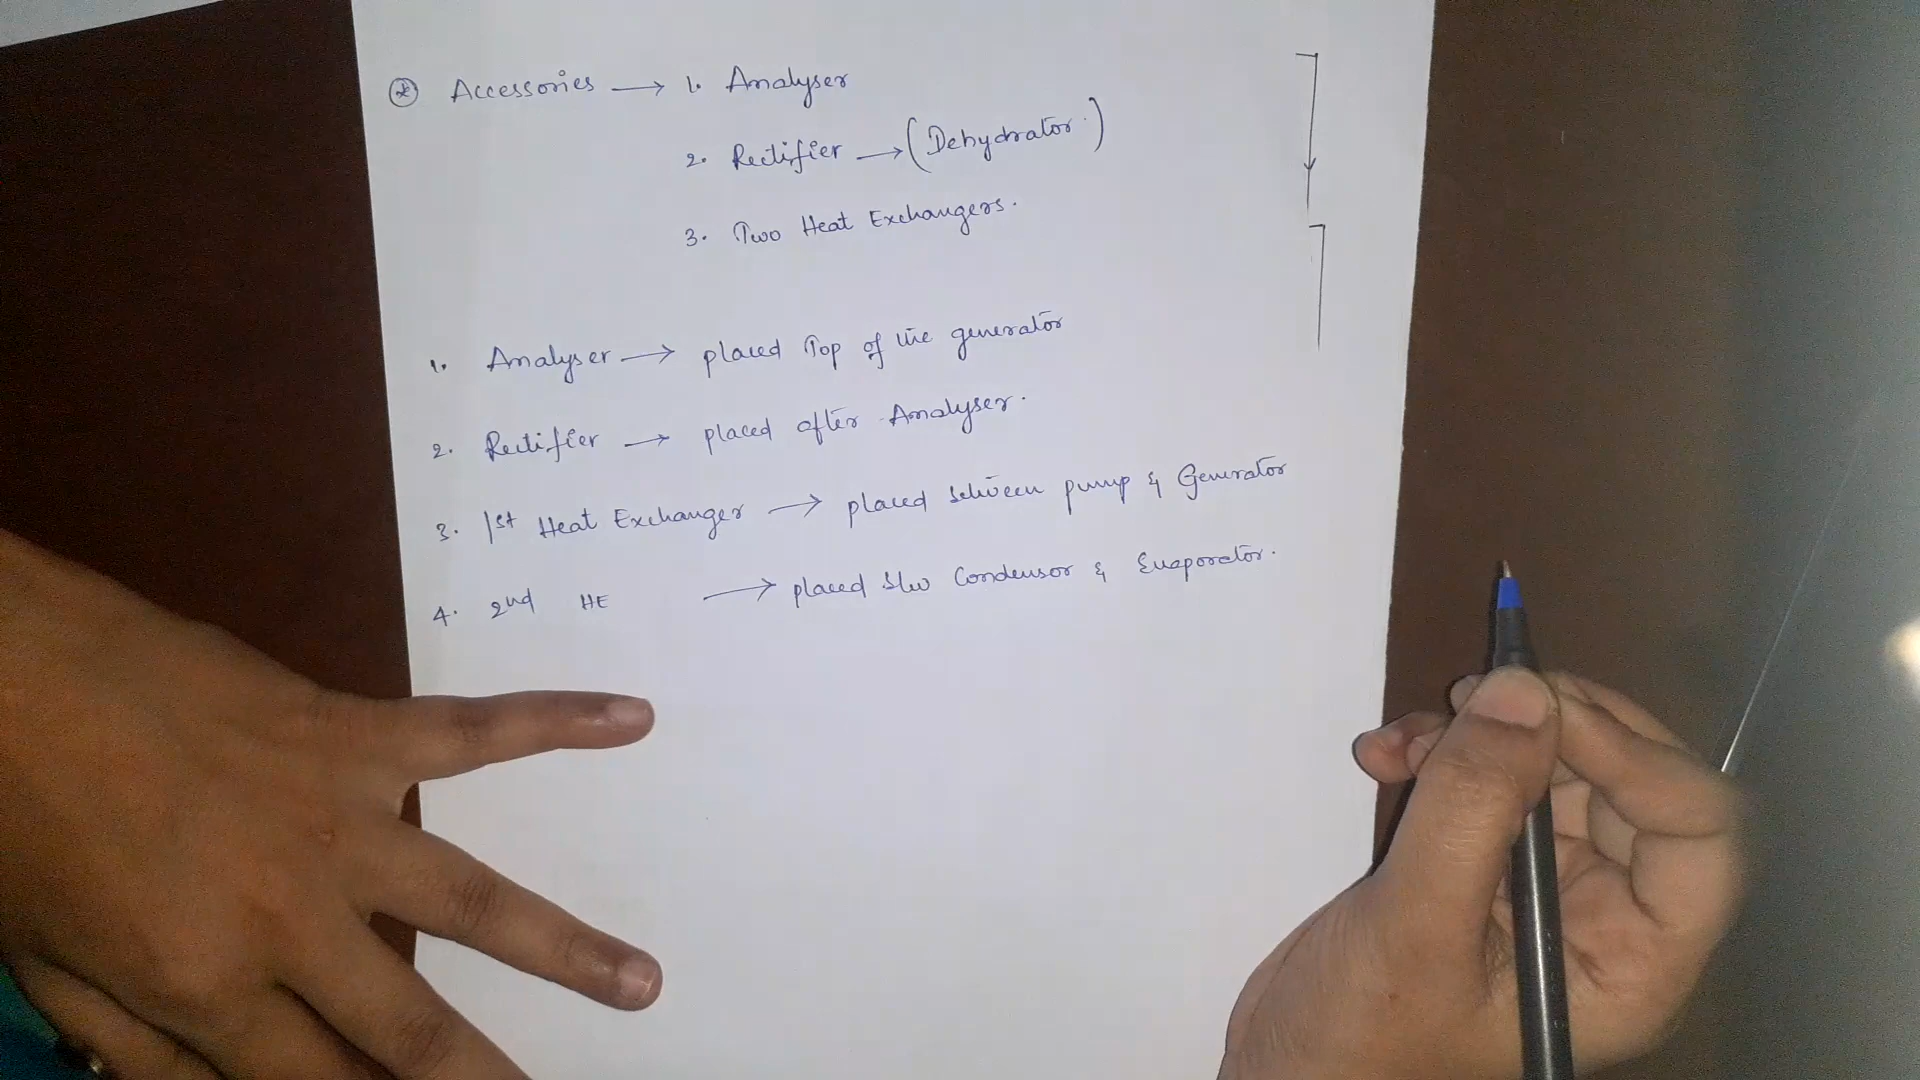 * Accessories → 1. Analyser
2. Rectifier → (Dehydrator.)
3. Two Heat Exchangers.
1. Analyser → placed Top of the generator
2. Rectifier → placed after Analyser.
3. 1st Heat Exchanger → placed between pump & Generator
4. 2nd HE → placed b/w Condensor & Evaporator.